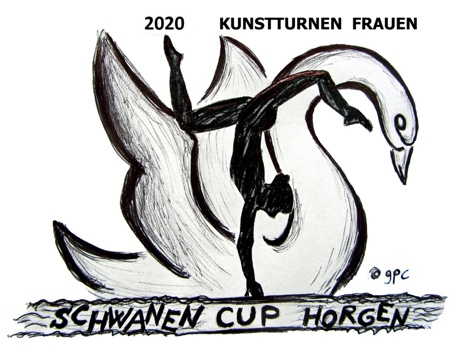 2020 KUNSTTURNEN FRAUEN
© gpc
SCHWANEN CUP HORGEN